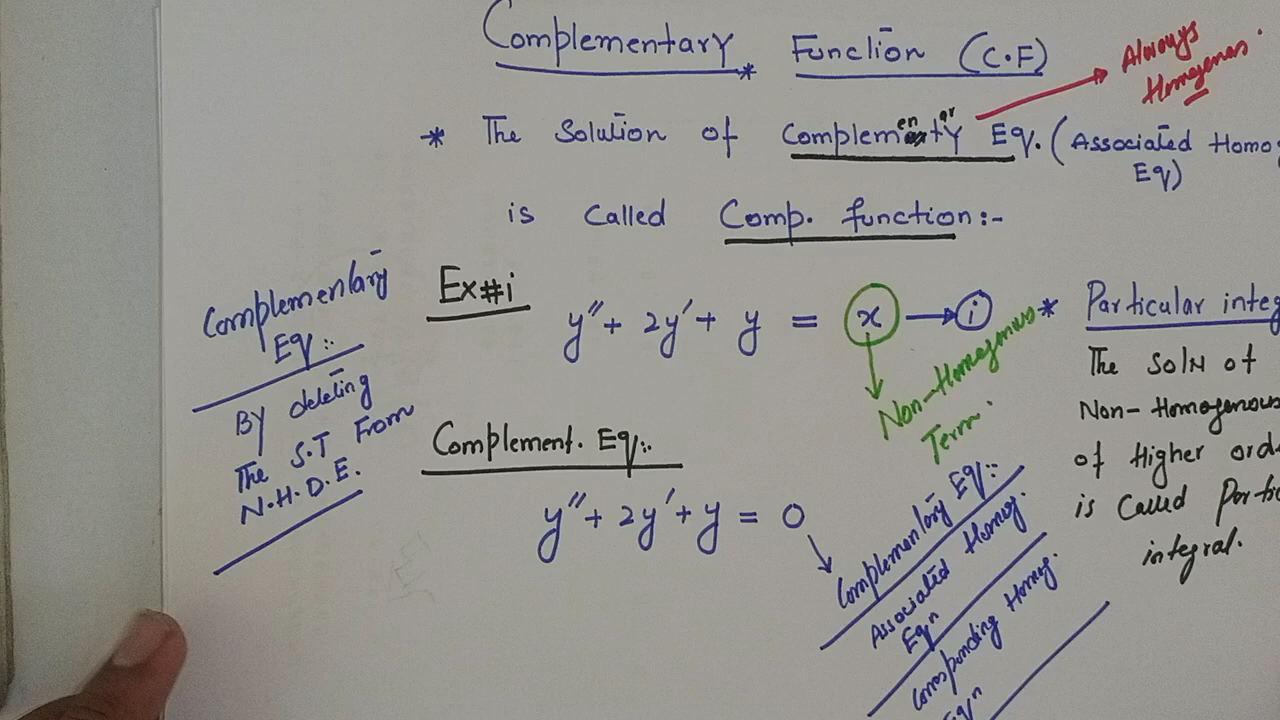 Complementary Function (C.F)
Always
Homogenous.
* The Solution of Complementary Eq. (Associated Homog
Eq)
is Called Comp. function:-
Complementary
Eq:.
By deleting
The S.T From
N.H.D.E.
Ex#i
y″ + 2y′ + y = x → i
Non-Homogenous
Term.
Complement. Eq:.
y″ + 2y′ + y = 0
Complementary Eq:.
Associated Homog.
Eqn
Corresponding Homog.
Eqn
* Particular integ
The Soln of
Non-Homogenous
of Higher orde
is Called Partic
integral.